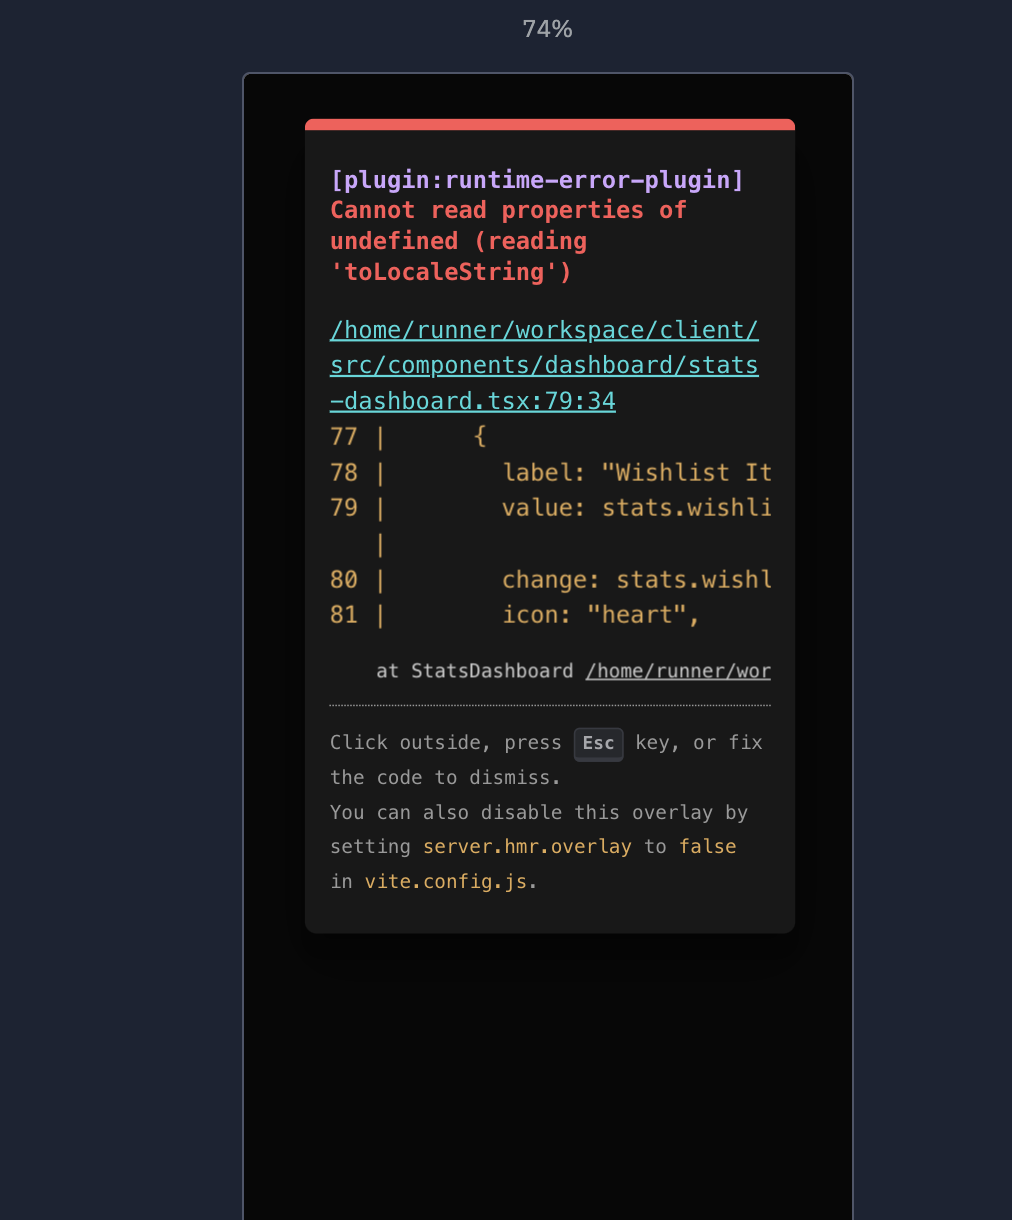 74%
[plugin:runtime-error-plugin]
Cannot read properties of
undefined (reading
'toLocaleString')
/home/runner/workspace/client/
src/components/dashboard/stats
-dashboard.tsx:79:34
77 |      {
78 |        label: "Wishlist It
79 |        value: stats.wishli
   |
80 |        change: stats.wishl
81 |        icon: "heart",
    at StatsDashboard /home/runner/wor
Click outside, press Esc key, or fix
the code to dismiss.
You can also disable this overlay by
setting server.hmr.overlay to false
in vite.config.js.